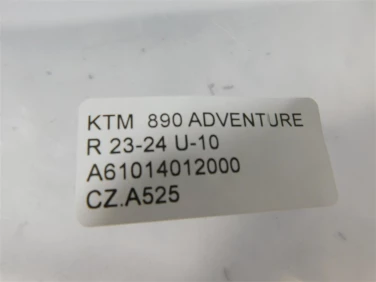 KTM 890 ADVENTURE
R 23-24 U-10
A61014012000
CZ.A525